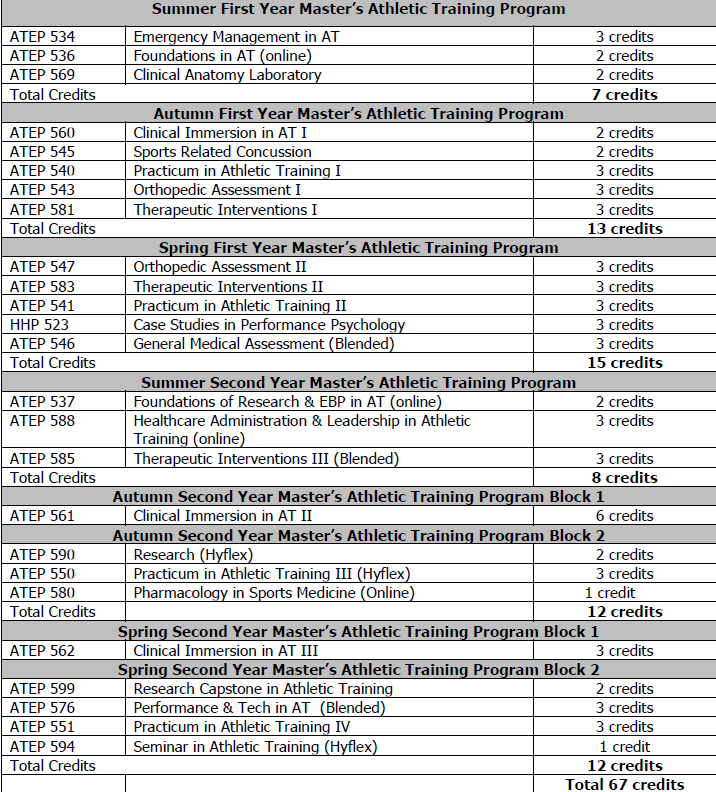 Summer First Year Master's Athletic Training Program
ATEP 534 Emergency Management in AT 3 credits
ATEP 536 Foundations in AT (online) 2 credits
ATEP 569 Clinical Anatomy Laboratory 2 credits
Total Credits 7 credits
Autumn First Year Master's Athletic Training Program
ATEP 560 Clinical Immersion in AT I 2 credits
ATEP 545 Sports Related Concussion 2 credits
ATEP 540 Practicum in Athletic Training I 3 credits
ATEP 543 Orthopedic Assessment I 3 credits
ATEP 581 Therapeutic Interventions I 3 credits
Total Credits 13 credits
Spring First Year Master's Athletic Training Program
ATEP 547 Orthopedic Assessment II 3 credits
ATEP 583 Therapeutic Interventions II 3 credits
ATEP 541 Practicum in Athletic Training II 3 credits
HHP 523 Case Studies in Performance Psychology 3 credits
ATEP 546 General Medical Assessment (Blended) 3 credits
Total Credits 15 credits
Summer Second Year Master's Athletic Training Program
ATEP 537 Foundations of Research & EBP in AT (online) 2 credits
ATEP 588 Healthcare Administration & Leadership in Athletic 3 credits
Training (online)
ATEP 585 Therapeutic Interventions III (Blended) 3 credits
Total Credits 8 credits
Autumn Second Year Master's Athletic Training Program Block 1
ATEP 561 Clinical Immersion in AT II 6 credits
Autumn Second Year Master's Athletic Training Program Block 2
ATEP 590 Research (Hyflex) 2 credits
ATEP 550 Practicum in Athletic Training III (Hyflex) 3 credits
ATEP 580 Pharmacology in Sports Medicine (Online) 1 credit
Total Credits 12 credits
Spring Second Year Master's Athletic Training Program Block 1
ATEP 562 Clinical Immersion in AT III 3 credits
Spring Second Year Master's Athletic Training Program Block 2
ATEP 599 Research Capstone in Athletic Training 2 credits
ATEP 576 Performance & Tech in AT (Blended) 3 credits
ATEP 551 Practicum in Athletic Training IV 3 credits
ATEP 594 Seminar in Athletic Training (Hyflex) 1 credit
Total Credits 12 credits
Total 67 credits